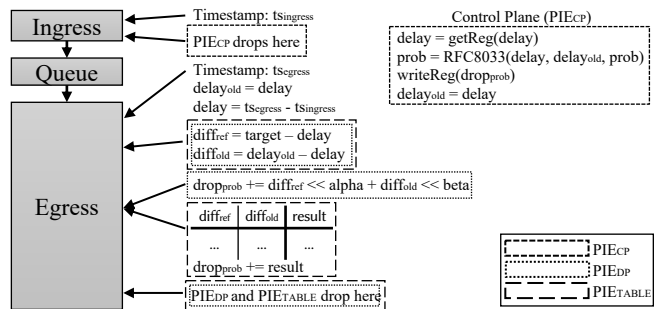 Ingress
Timestamp: tsingress
PIECP drops here
Queue
Timestamp: tsegress
delayold = delay
delay = tsegress - tsingress
diffref = target – delay
diffold = delayold – delay
dropprob += diffref << alpha + diffold << beta
Egress
diffref diffold result
... ... ...
dropprob += result
PIEDP and PIETABLE drop here
Control Plane (PIECP)
delay = getReg(delay)
prob = RFC8033(delay, delayold, prob)
writeReg(dropprob)
delayold = delay
PIECP
PIEDP
PIETABLE